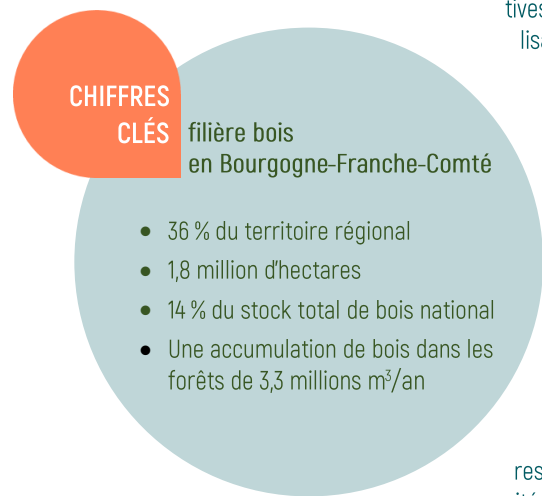 CHIFFRES
CLÉS
filière bois
en Bourgogne-Franche-Comté
• 36 % du territoire régional
• 1,8 million d'hectares
• 14 % du stock total de bois national
• Une accumulation de bois dans les
forêts de 3,3 millions m³/an